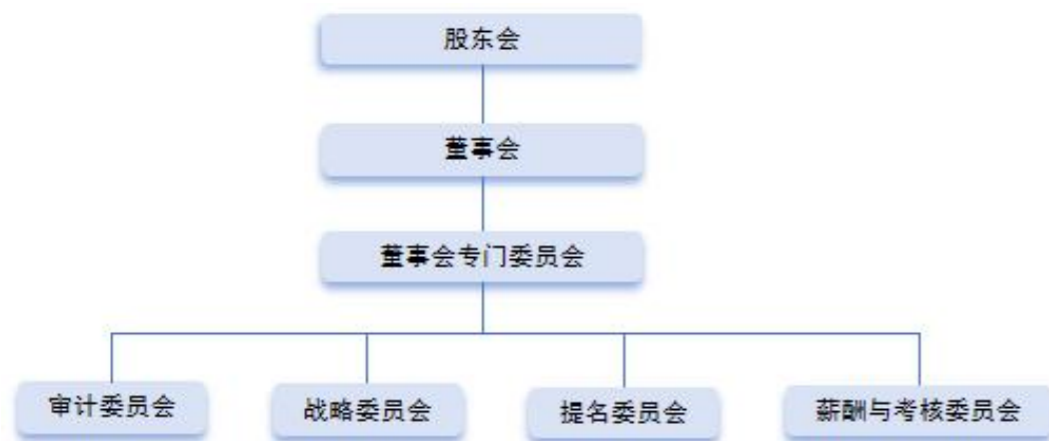 股东会
董事会
董事会专门委员会
审计委员会
战略委员会
提名委员会
薪酬与考核委员会